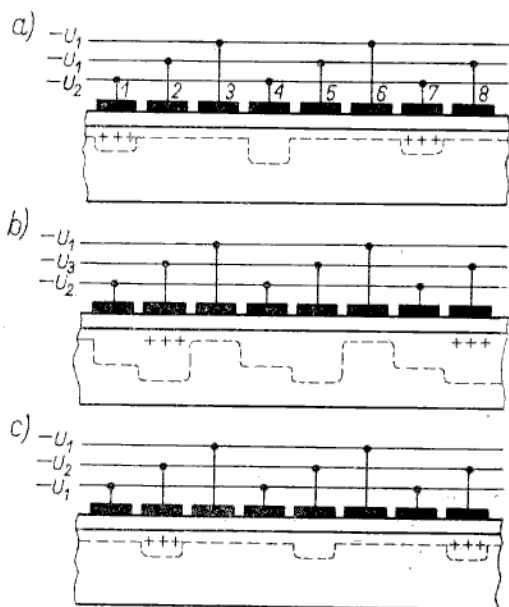 a)
-U₁
-U₁
-U₂
1 2 3 4 5 6 7 8
+++ +++
b)
-U₁
-U₃
-U₂
+++ +++
c)
-U₁
-U₂
-U₁
+++ +++